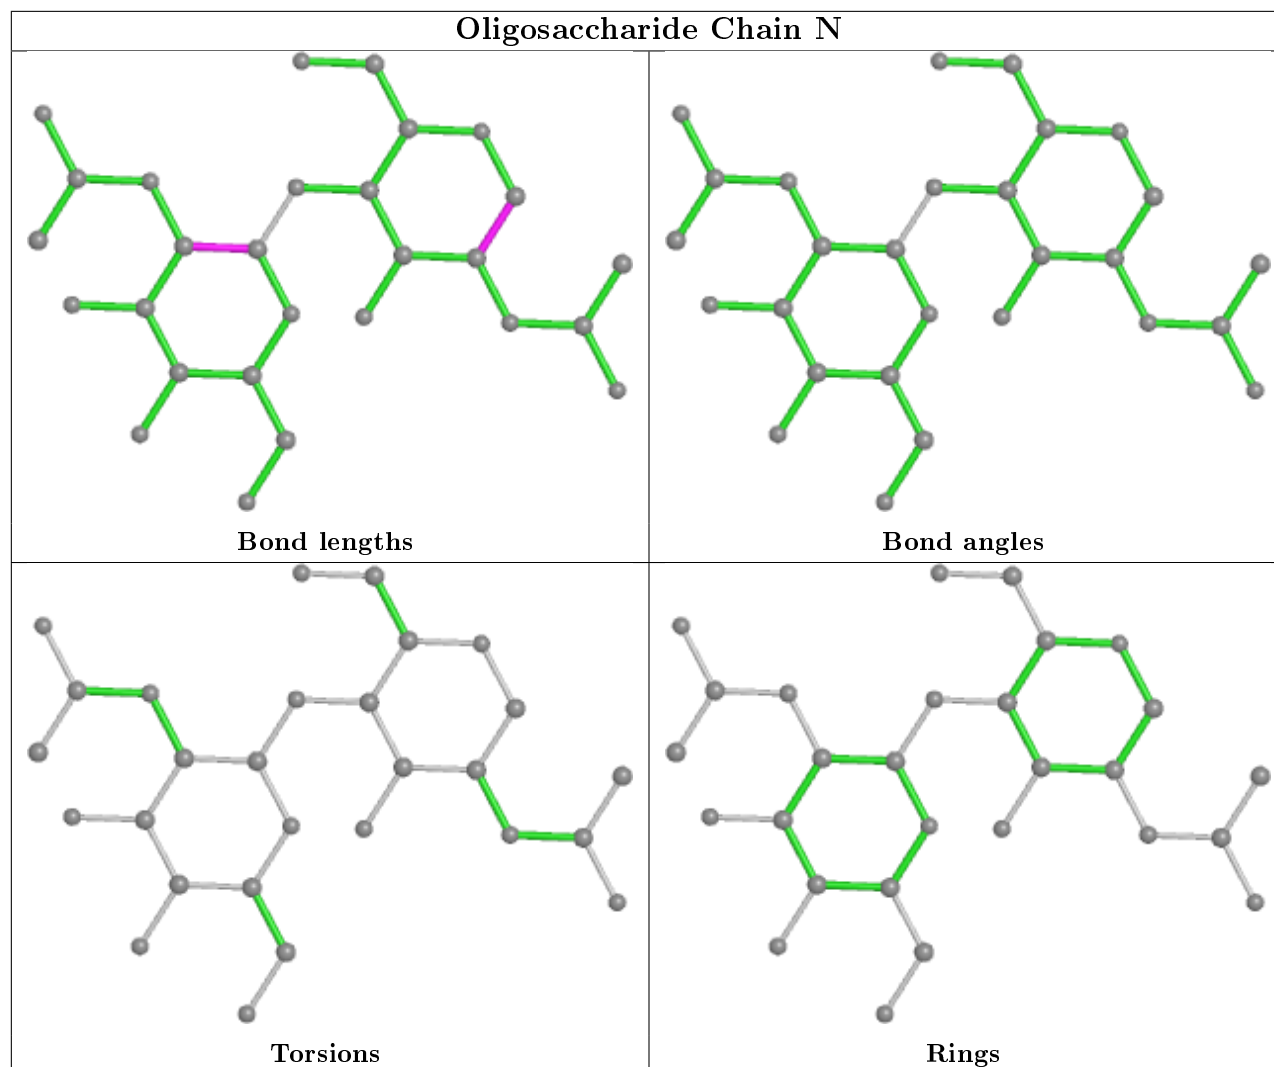 Oligosaccharide Chain N
Bond lengths
Bond angles
Torsions
Rings